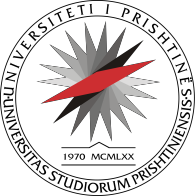 UNIVERSITETI I PRISHTINËS
UNIVERSITAS STUDIORUM PRISHTINIENSIS
1970 MCMLXX